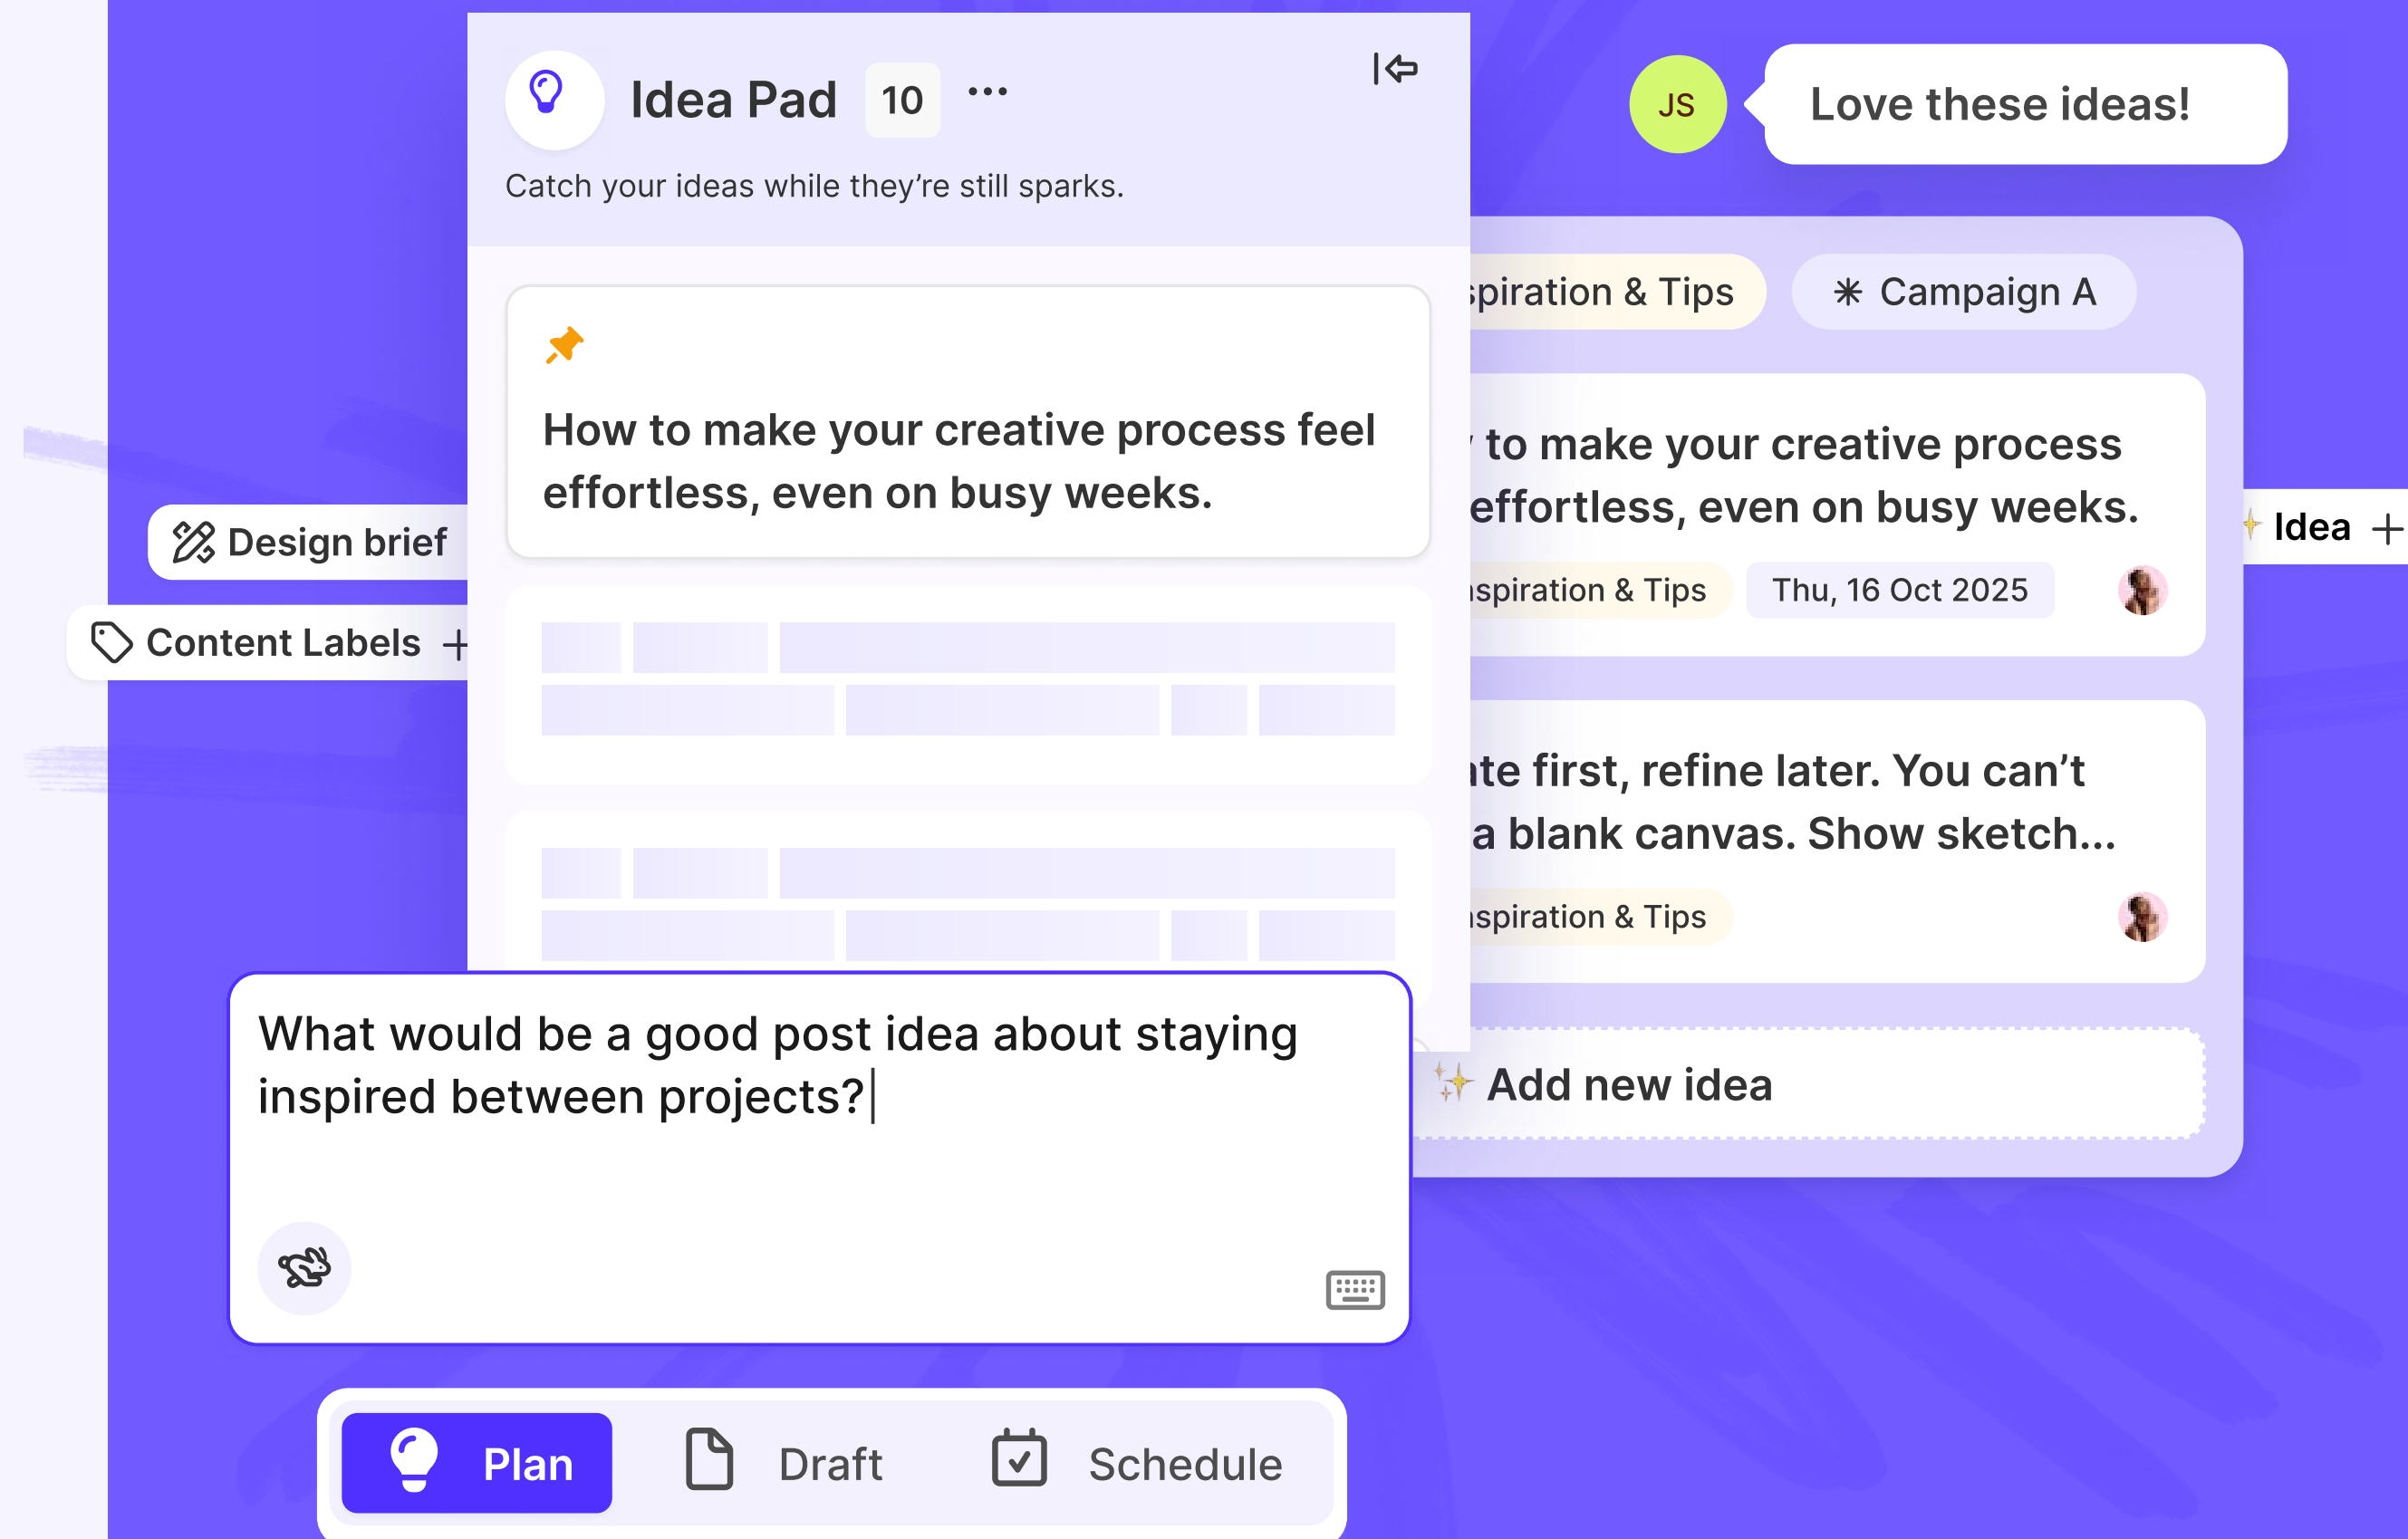 Idea Pad 10
Catch your ideas while they’re still sparks.
JS
Love these ideas!
How to make your creative process feel
effortless, even on busy weeks.
& Tips
Campaign A
to make your creative process
effortless, even on busy weeks.
& Tips
Thu, 16 Oct 2025
first, refine later. You can’t
a blank canvas. Show sketch...
& Tips
Add new idea
Idea
Design brief
Content Labels
What would be a good post idea about staying
inspired between projects?
Plan
Draft
Schedule